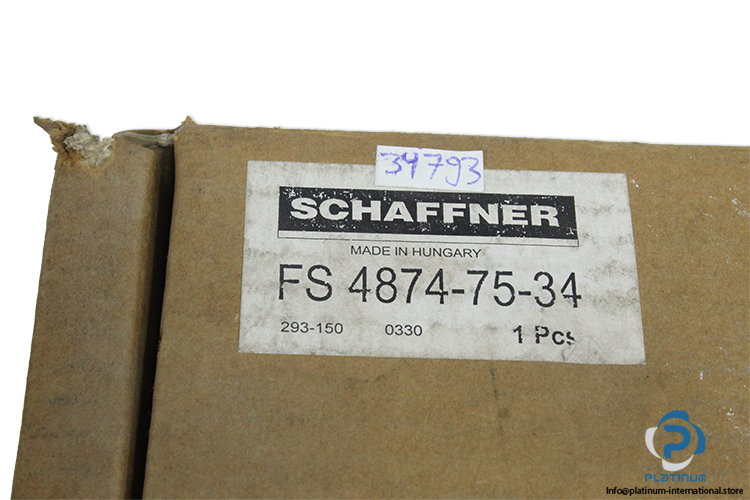 34793
SCHAFFNER
MADE IN HUNGARY
FS 4874-75-34
293-150 0330
1 Pcs
PLATINUM
Info@platinum-international.store